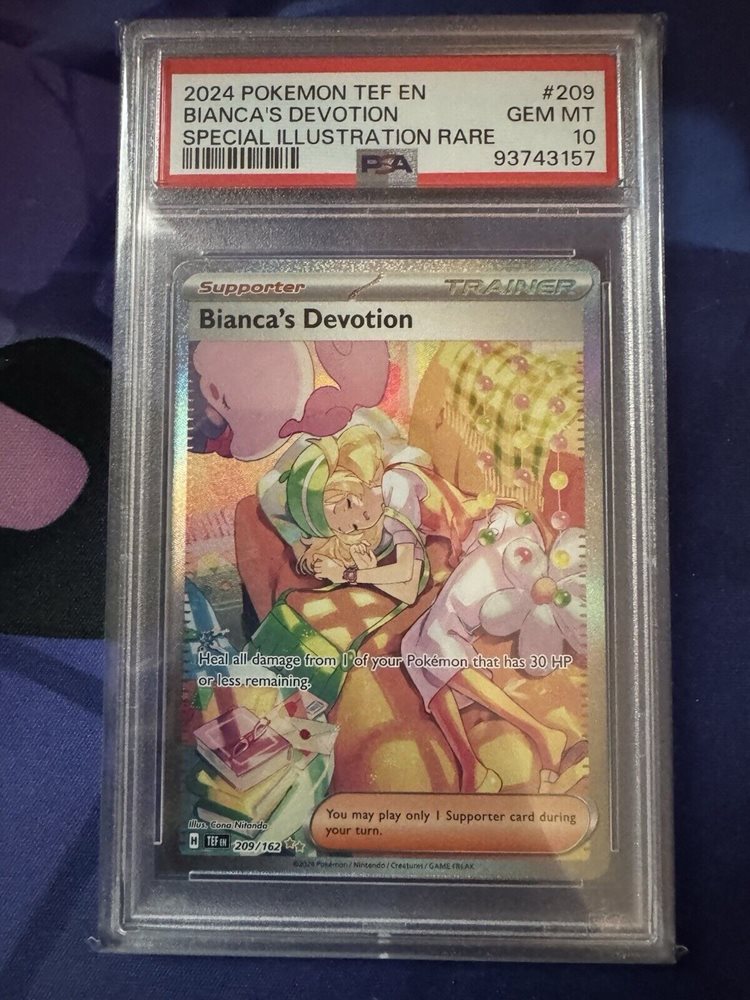 2024 POKEMON TEF EN #209
BIANCA'S DEVOTION GEM MT
SPECIAL ILLUSTRATION RARE 10
PSA 93743157
Supporter TRAINER
Bianca's Devotion
Heal all damage from 1 of your Pokémon that has 30 HP
or less remaining.
Illus. Cona Nitanda
You may play only 1 Supporter card during
your turn.
H TEF EN 209/162
©2024 Pokémon / Nintendo / Creatures / GAME FREAK